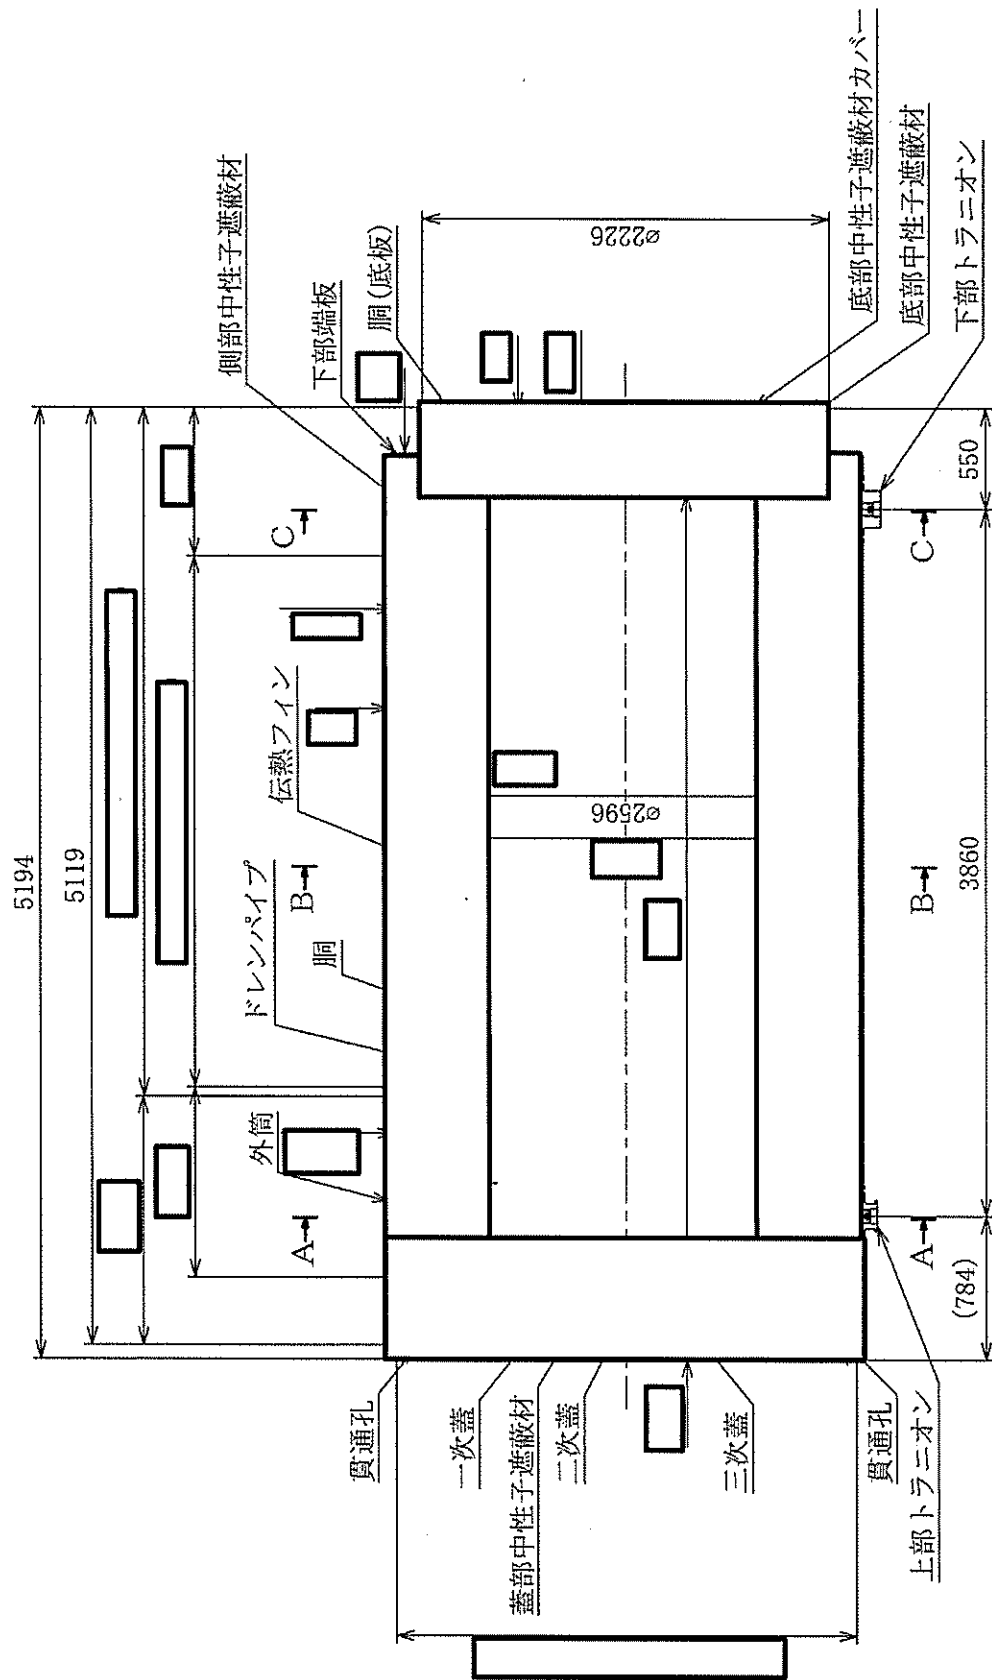 5194
5119
側部中性子遮蔽材
下部端板
胴(底板)
⌀2226
底部中性子遮蔽材カバー
底部中性子遮蔽材
下部トラニオン
550
C
C
伝熱フィン
ドレンパイプ
胴
B
B
⌀2596
3860
外筒
A
A
(784)
貫通孔
一次蓋
蓋部中性子遮蔽材
二次蓋
三次蓋
貫通孔
上部トラニオン